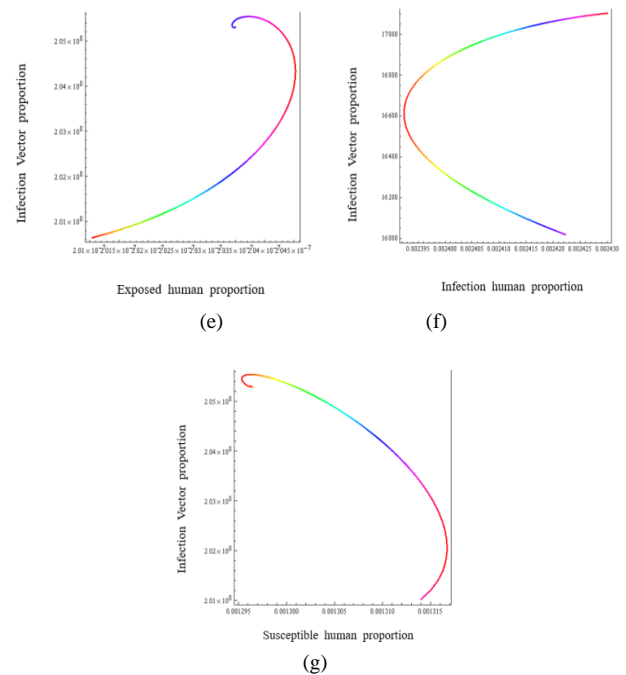 Infection Vector proportion
2.05×10⁸
2.04×10⁸
2.03×10⁸
2.02×10⁸
2.01×10⁸
Exposed human proportion
(e)
Infection Vector proportion
17000
16800
16600
16400
16200
16000
0.002395 0.002400 0.002405 0.002410 0.002415 0.002420 0.002425 0.002430
Infection human proportion
(f)
Infection Vector proportion
2.05×10⁸
2.04×10⁸
2.03×10⁸
2.02×10⁸
2.01×10⁸
0.001295 0.001300 0.001305 0.001310 0.001315
Susceptible human proportion
(g)